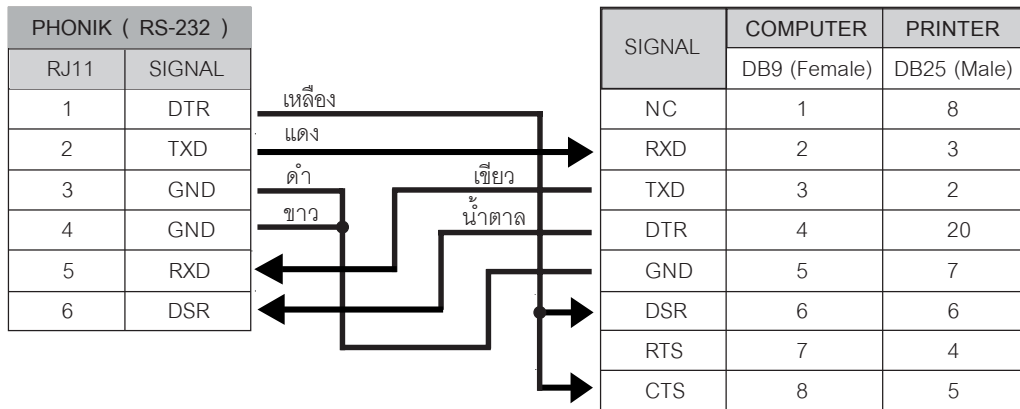 PHONIK ( RS-232 )
RJ11 SIGNAL
1 DTR
2 TXD
3 GND
4 GND
5 RXD
6 DSR
เหลือง
แดง
ดำ
ขาว
เขียว
น้ำตาล
SIGNAL COMPUTER PRINTER
DB9 (Female) DB25 (Male)
NC 1 8
RXD 2 3
TXD 3 2
DTR 4 20
GND 5 7
DSR 6 6
RTS 7 4
CTS 8 5